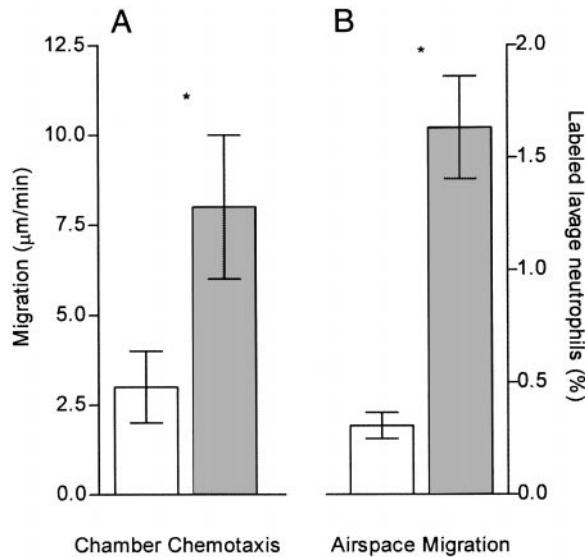 A
B
12.5
10.0
7.5
5.0
2.5
0.0
Migration (μm/min)
*
*
2.0
1.5
1.0
0.5
0.0
Labeled lavage neutrophils (%)
Chamber Chemotaxis
Airspace Migration